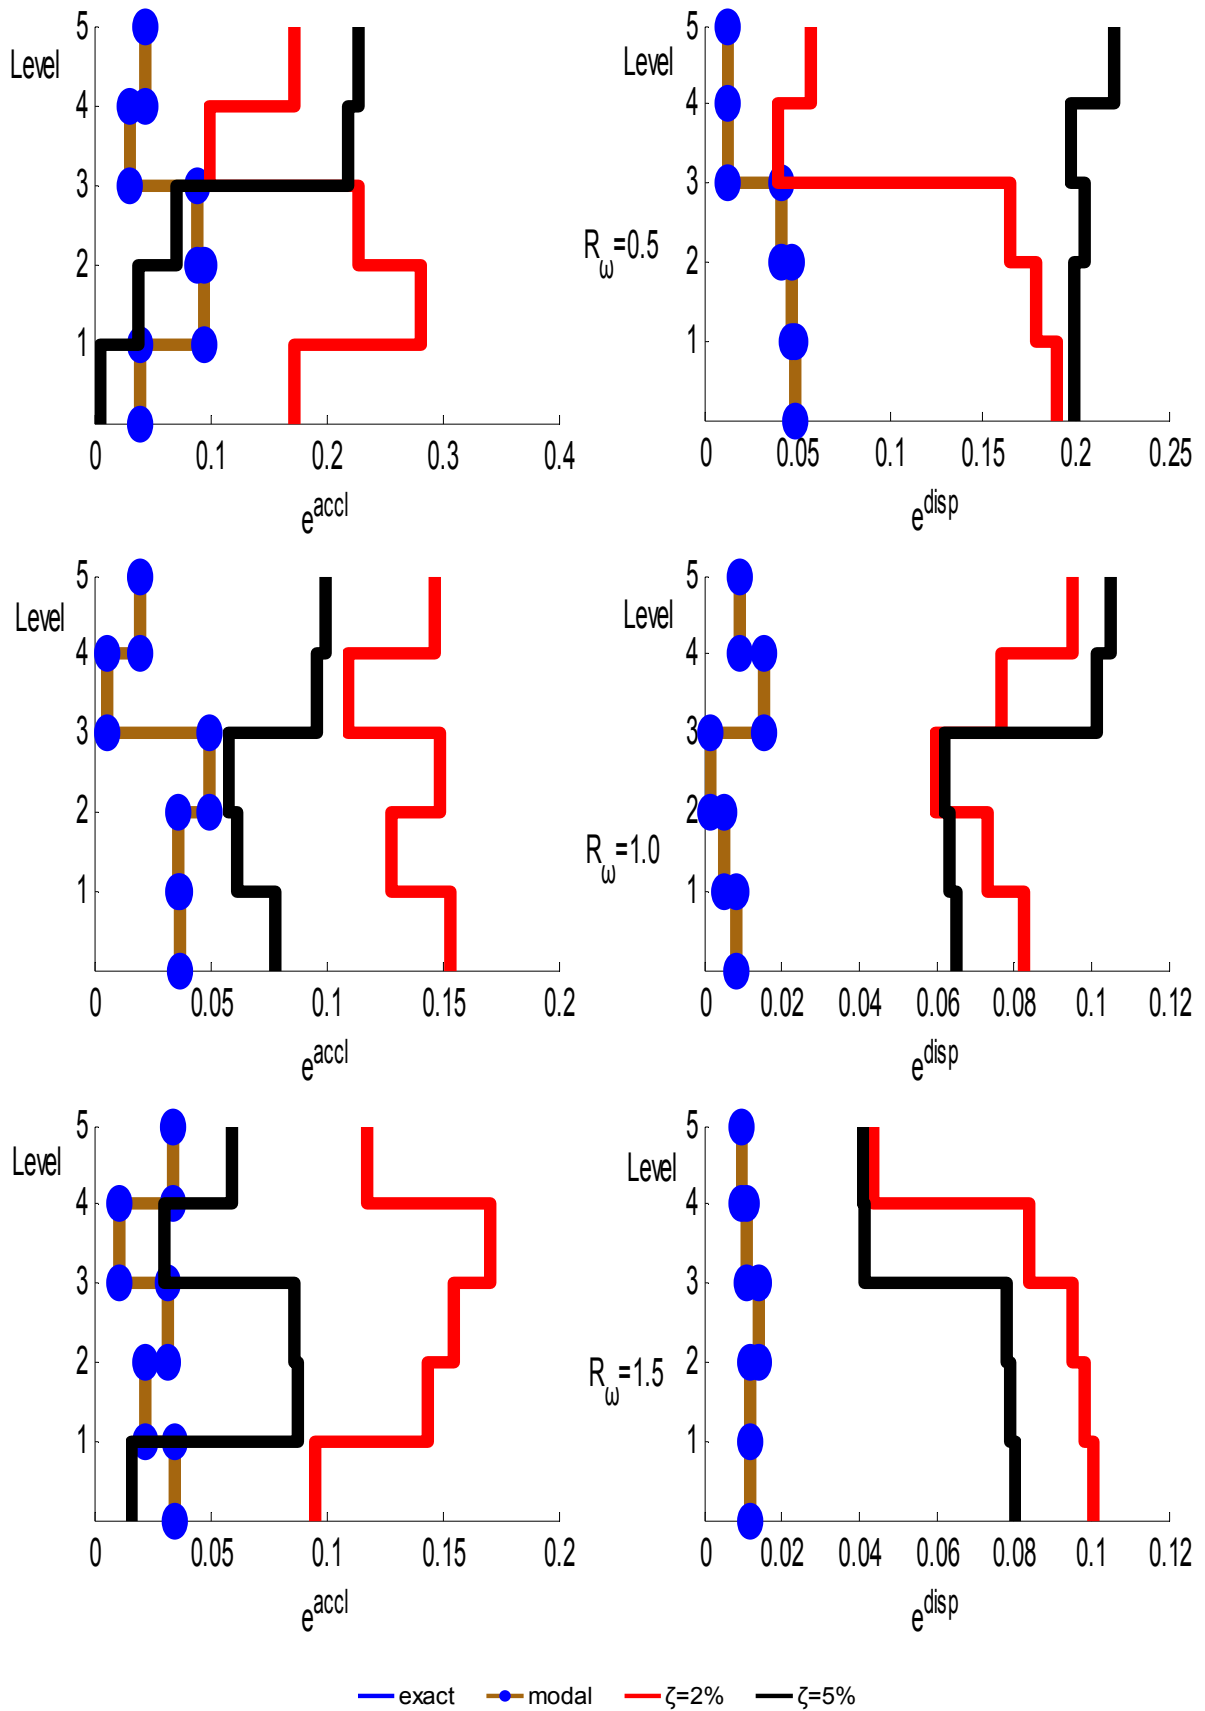 5
Level
4
3
2
1
0 0.1 0.2 0.3 0.4
e^accl
R_ω=0.5
5
Level
4
3
2
1
0 0.05 0.1 0.15 0.2 0.25
e^disp
5
Level
4
3
2
1
0 0.05 0.1 0.15 0.2
e^accl
R_ω=1.0
5
Level
4
3
2
1
0 0.02 0.04 0.06 0.08 0.1 0.12
e^disp
5
Level
4
3
2
1
0 0.05 0.1 0.15 0.2
e^accl
R_ω=1.5
5
Level
4
3
2
1
0 0.02 0.04 0.06 0.08 0.1 0.12
e^disp
exact modal ζ=2% ζ=5%